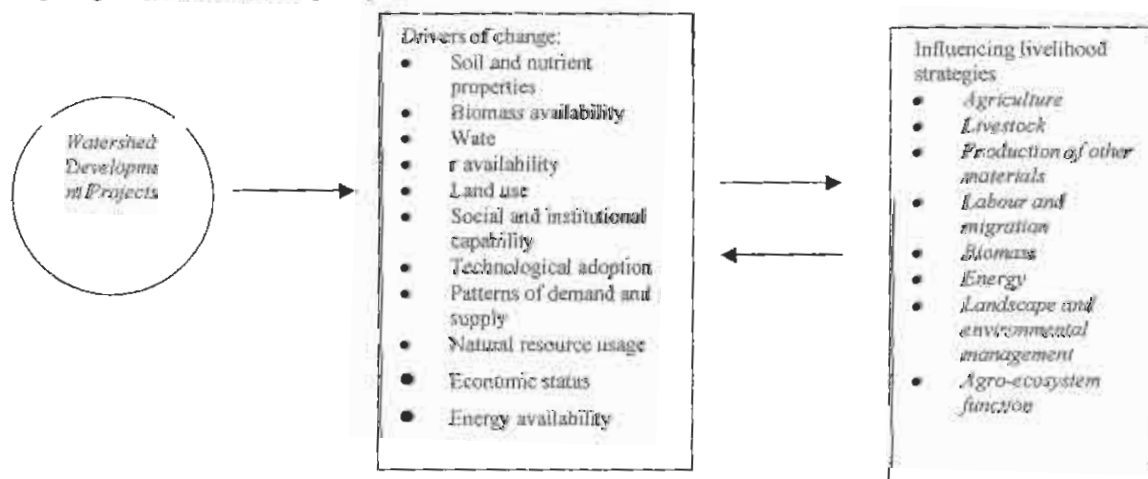 Watershed
Developme
nt Projects
Drivers of change:
• Soil and nutrient
properties
• Biomass availability
• Wate
• r availability
• Land use
• Social and institutional
capability
• Technological adoption
• Patterns of demand and
supply
• Natural resource usage
• Economic status
• Energy availability
Influencing livelihood
strategies
• Agriculture
• Livestock
• Production of other
materials
• Labour and
migration
• Biomass
• Energy
• Landscape and
environmental
management
• Agro-ecosystem
function